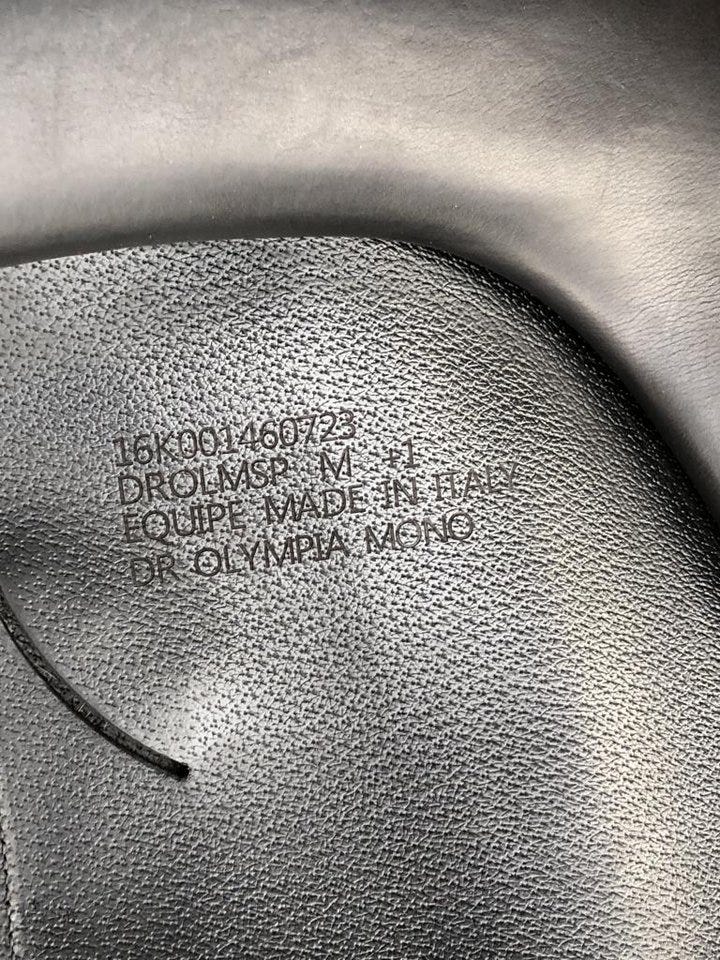 16K001460723
DROLMSP M +1
EQUIPE MADE IN ITALY
DR OLYMPIA MONO